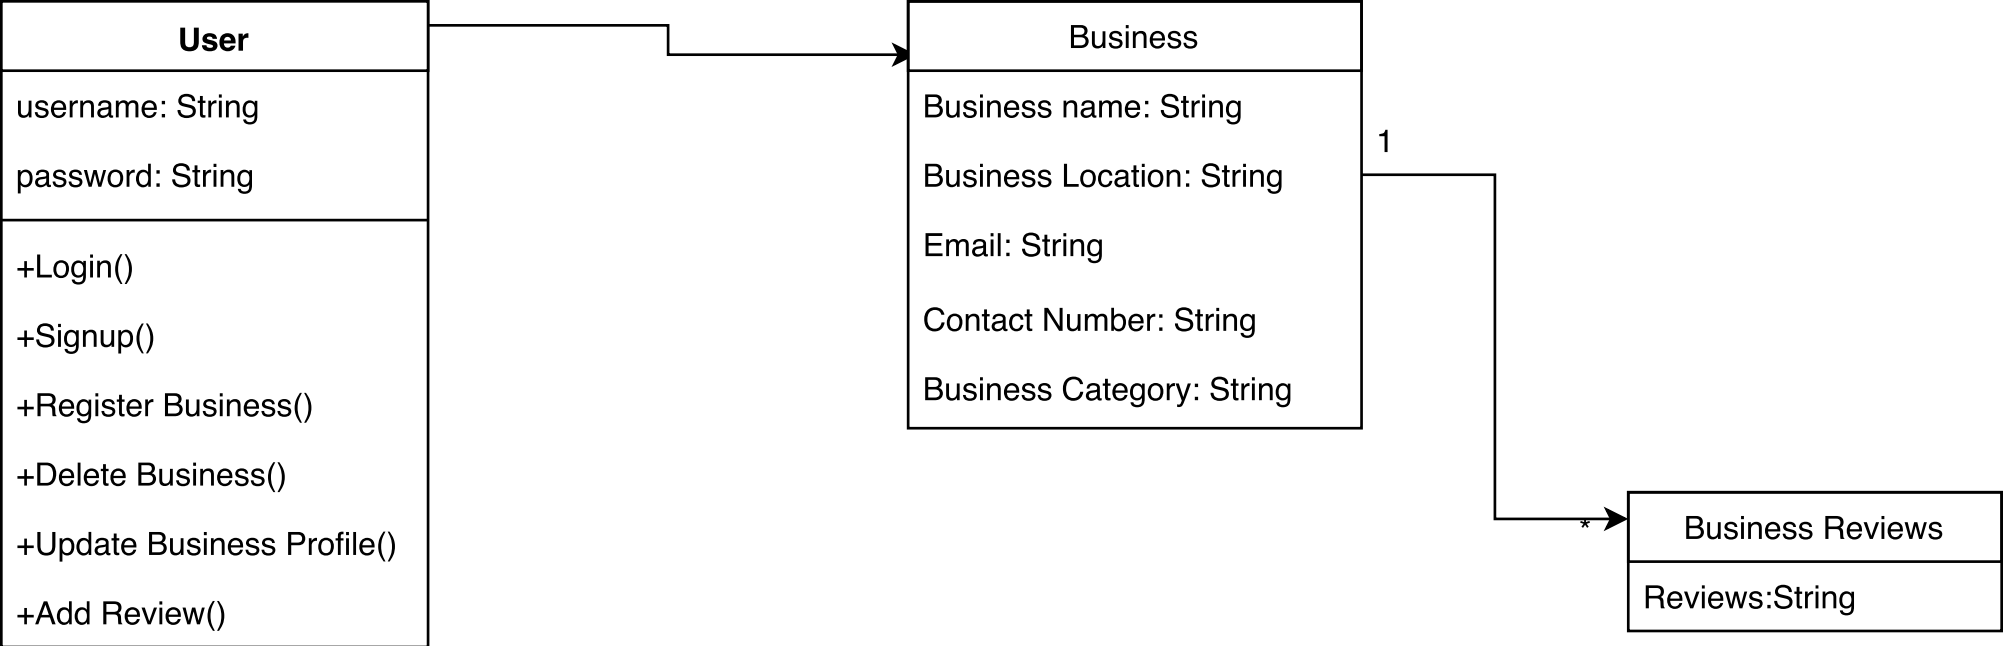 User
username: String
password: String
+Login()
+Signup()
+Register Business()
+Delete Business()
+Update Business Profile()
+Add Review()
Business
Business name: String
Business Location: String
Email: String
Contact Number: String
Business Category: String
1
*
Business Reviews
Reviews:String